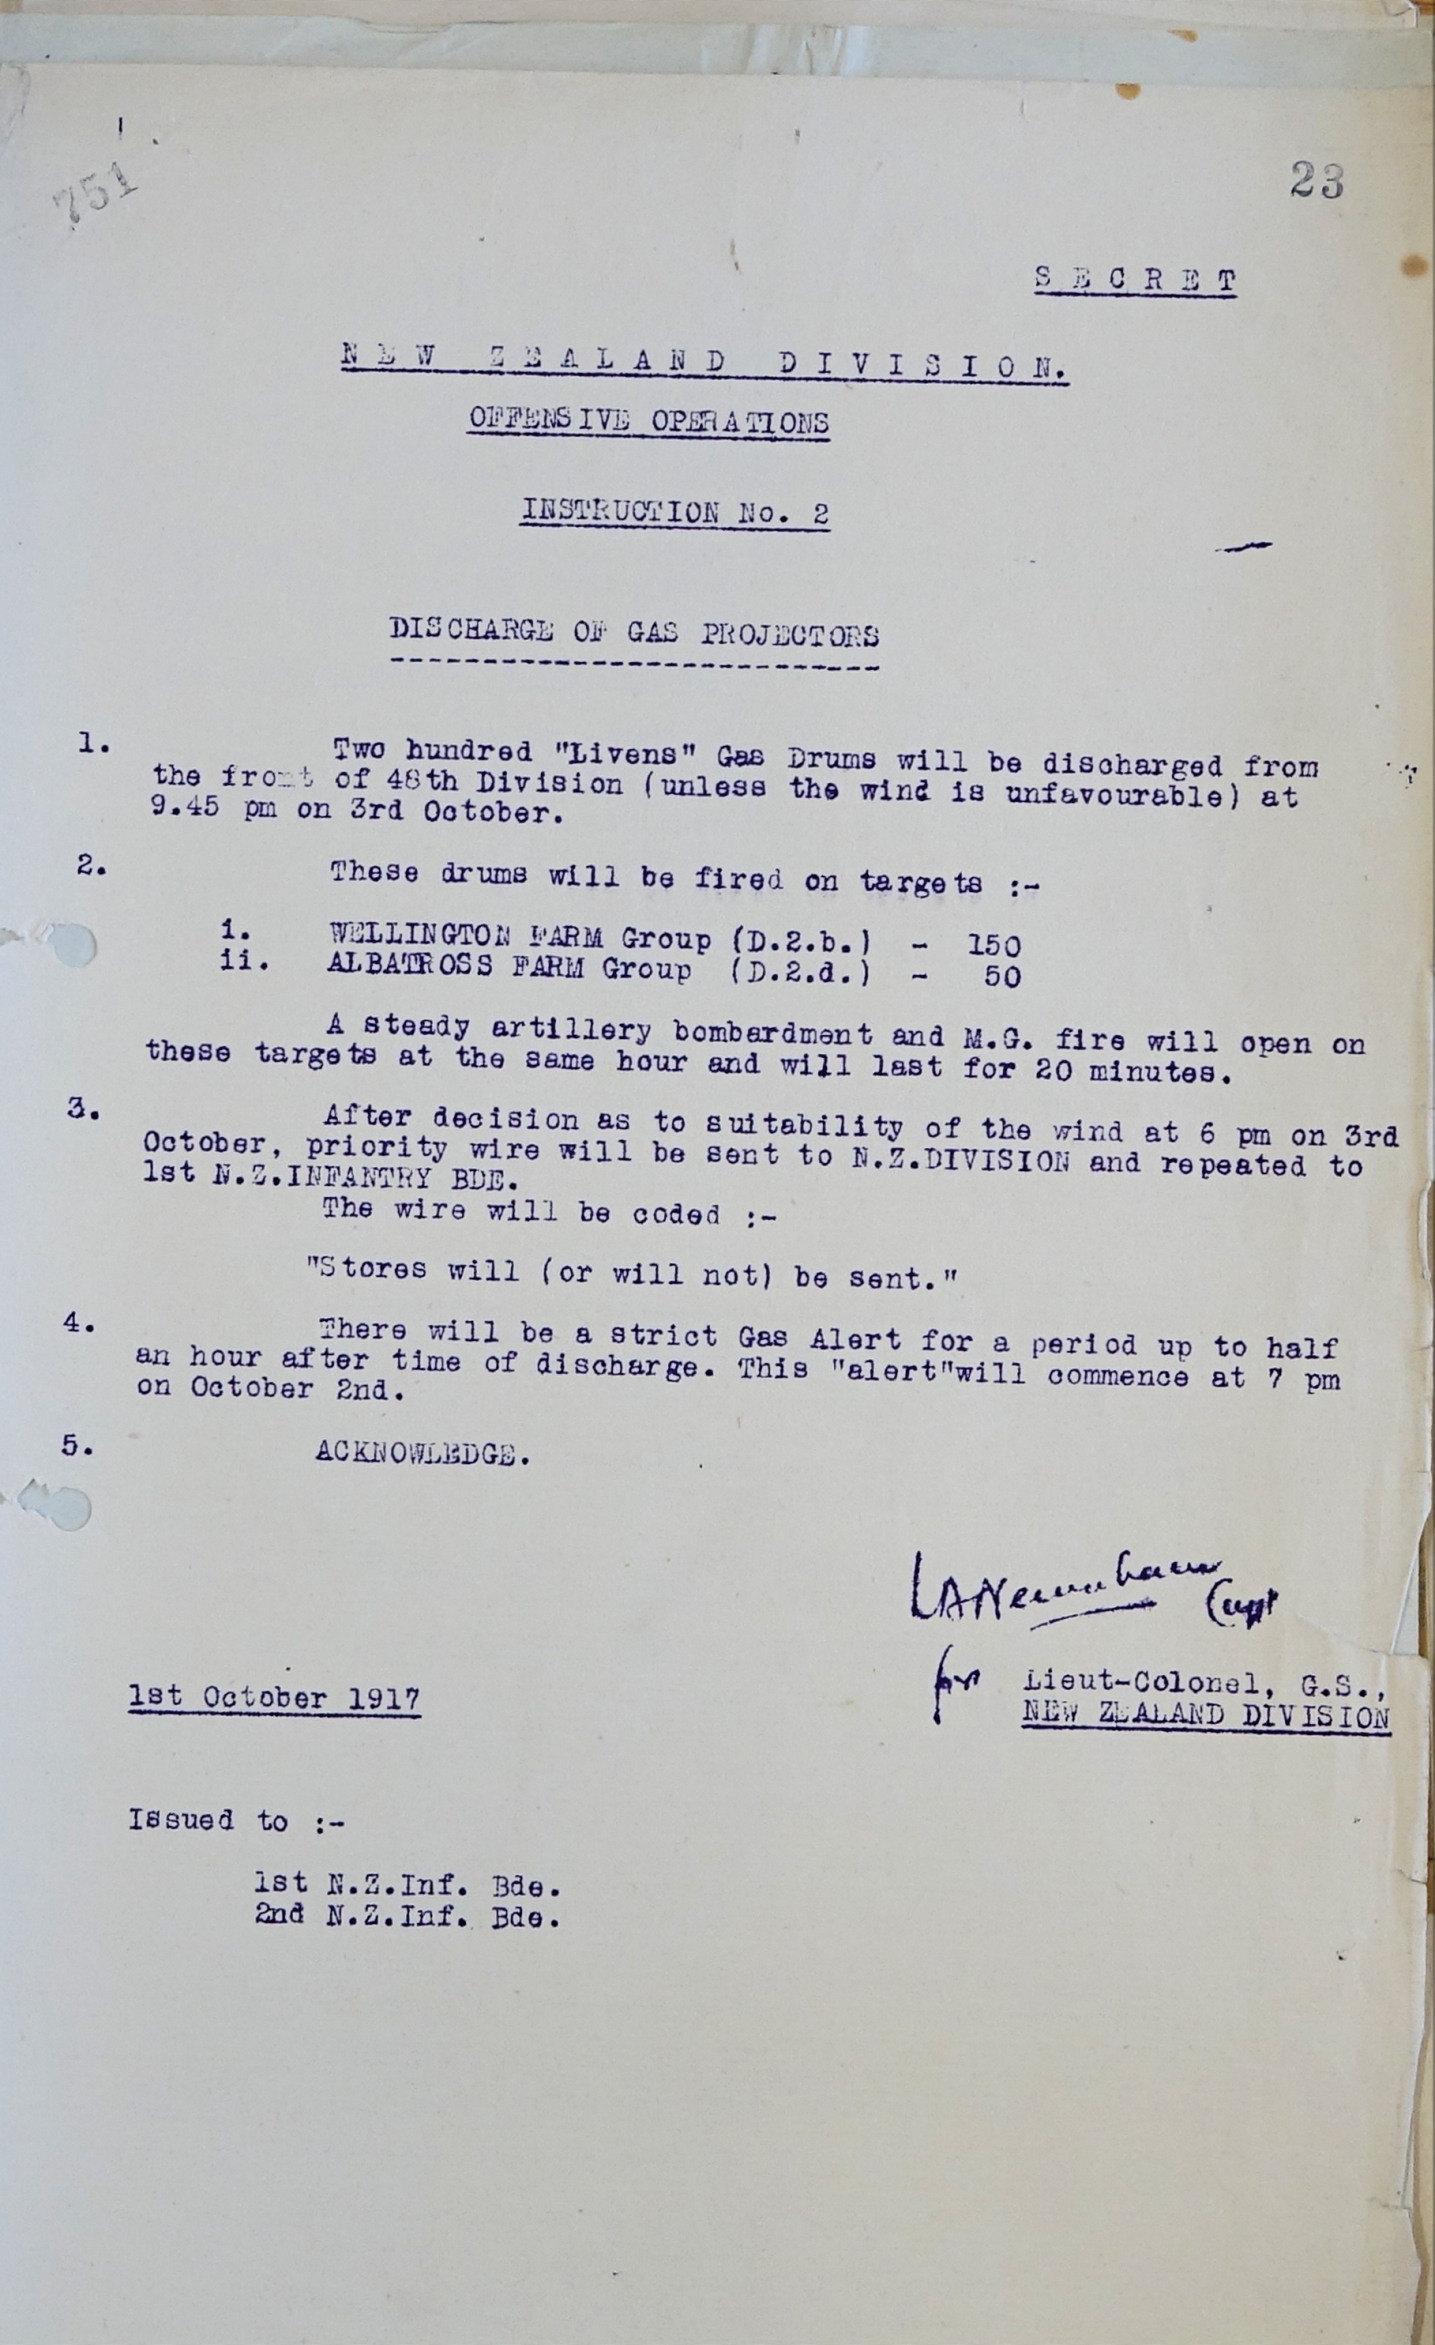 751
23
SECRET
NEW ZEALAND DIVISION.
OFFENSIVE OPERATIONS
INSTRUCTION No. 2
DISCHARGE OF GAS PROJECTORS
1. Two hundred "Livens" Gas Drums will be discharged from
the front of 48th Division (unless the wind is unfavourable) at
9.45 pm on 3rd October.
2. These drums will be fired on targets :-
i. WELLINGTON FARM Group (D.2.b.) - 150
ii. ALBATROSS FARM Group (D.2.d.) - 50
A steady artillery bombardment and M.G. fire will open on
these targets at the same hour and will last for 20 minutes.
3. After decision as to suitability of the wind at 6 pm on 3rd
October, priority wire will be sent to N.Z.DIVISION and repeated to
1st N.Z.INFANTRY BDE.
The wire will be coded :-
"Stores will (or will not) be sent."
4. There will be a strict Gas Alert for a period up to half
an hour after time of discharge. This "alert"will commence at 7 pm
on October 2nd.
5. ACKNOWLEDGE.
Capt
for Lieut-Colonel, G.S.,
NEW ZEALAND DIVISION
1st October 1917
Issued to :-
1st N.Z.Inf. Bde.
2nd N.Z.Inf. Bde.